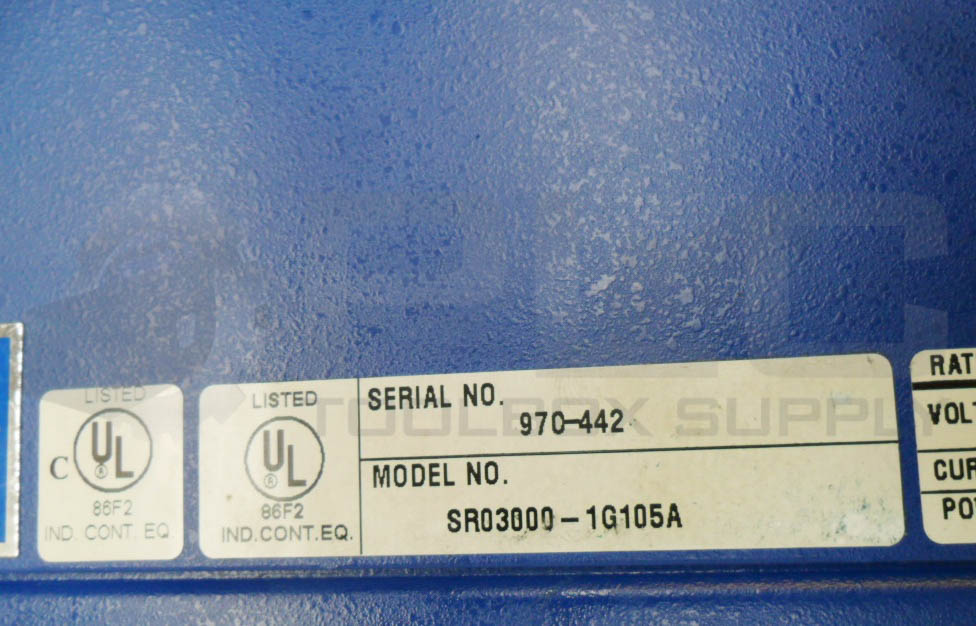 LISTED
C UL
®
86F2
IND. CONT. EQ.
LISTED
UL
®
86F2
IND. CONT. EQ.
SERIAL NO.
970-442
MODEL NO.
SR03000-1G105A
RAT
VOLT
CUR
PO
PLC
TOOLBOX SUPPLY